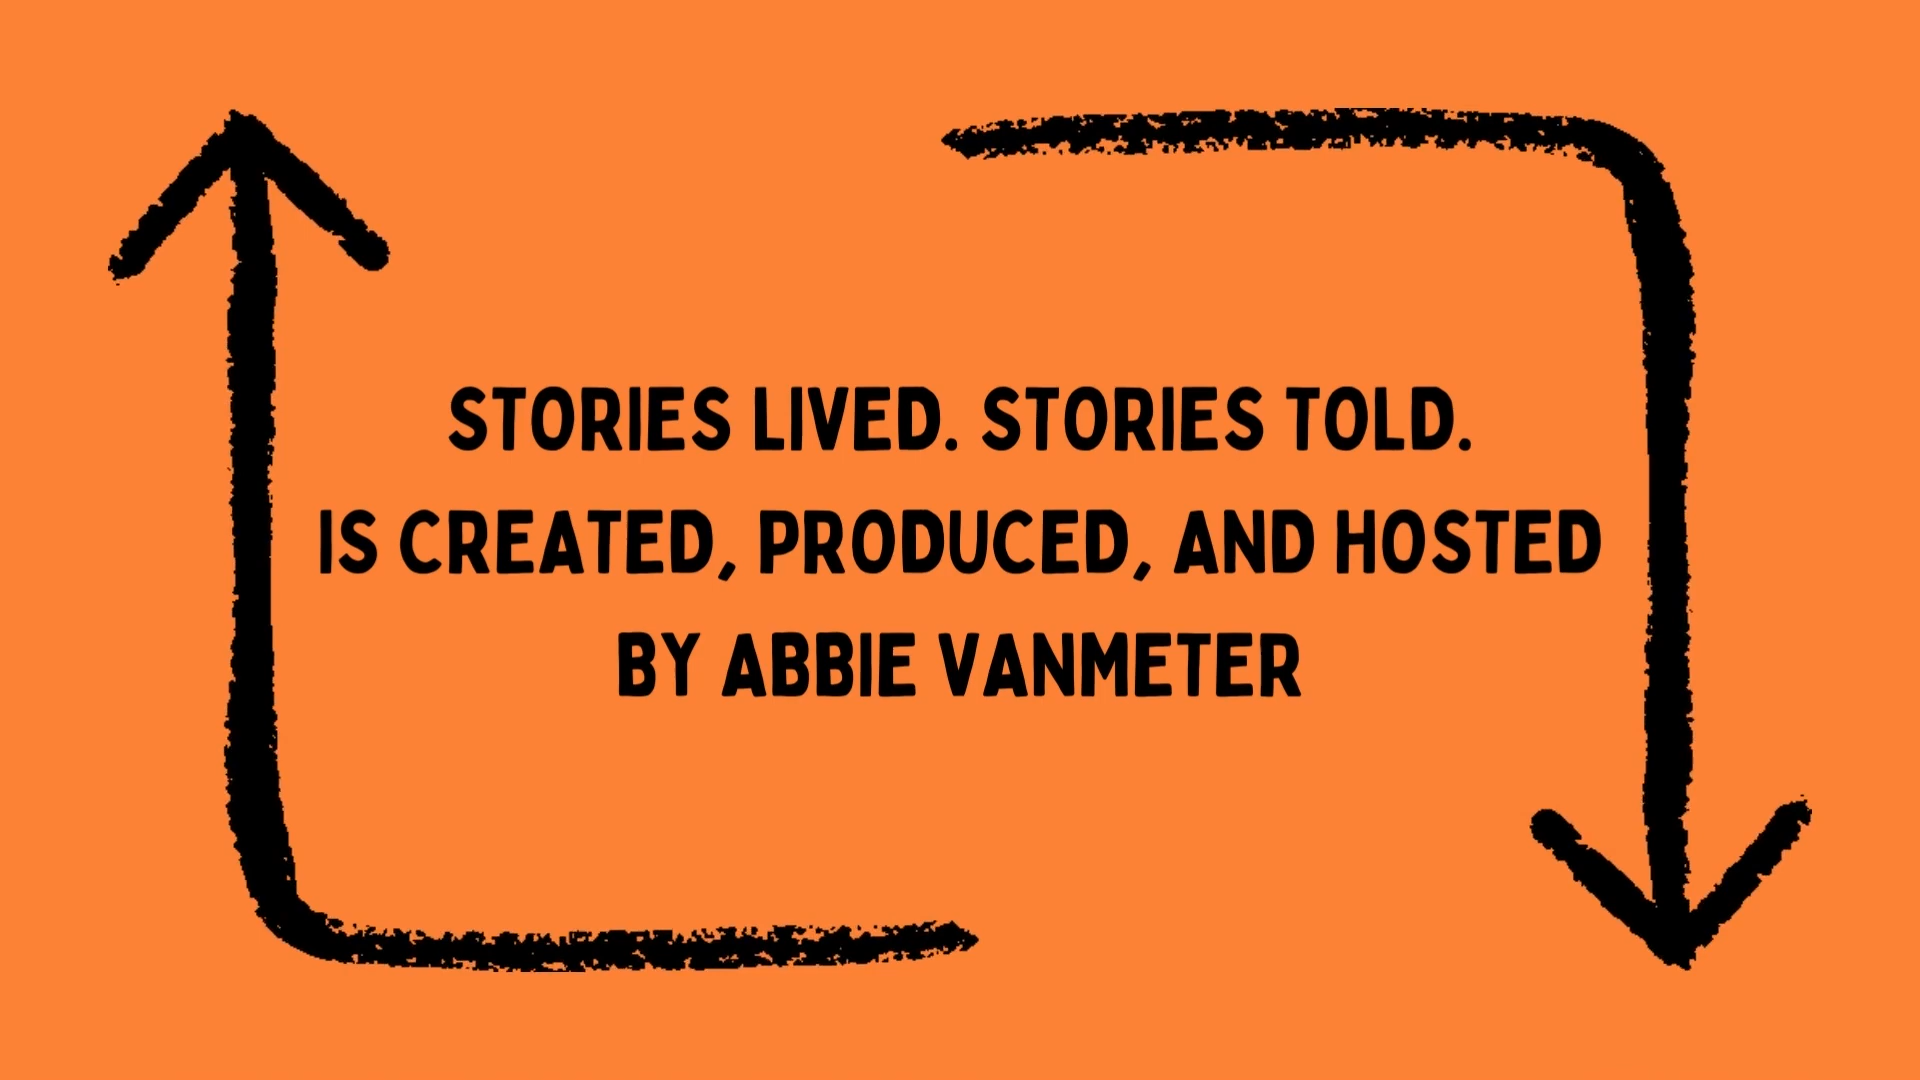 STORIES LIVED. STORIES TOLD.
IS CREATED, PRODUCED, AND HOSTED
BY ABBIE VANMETER